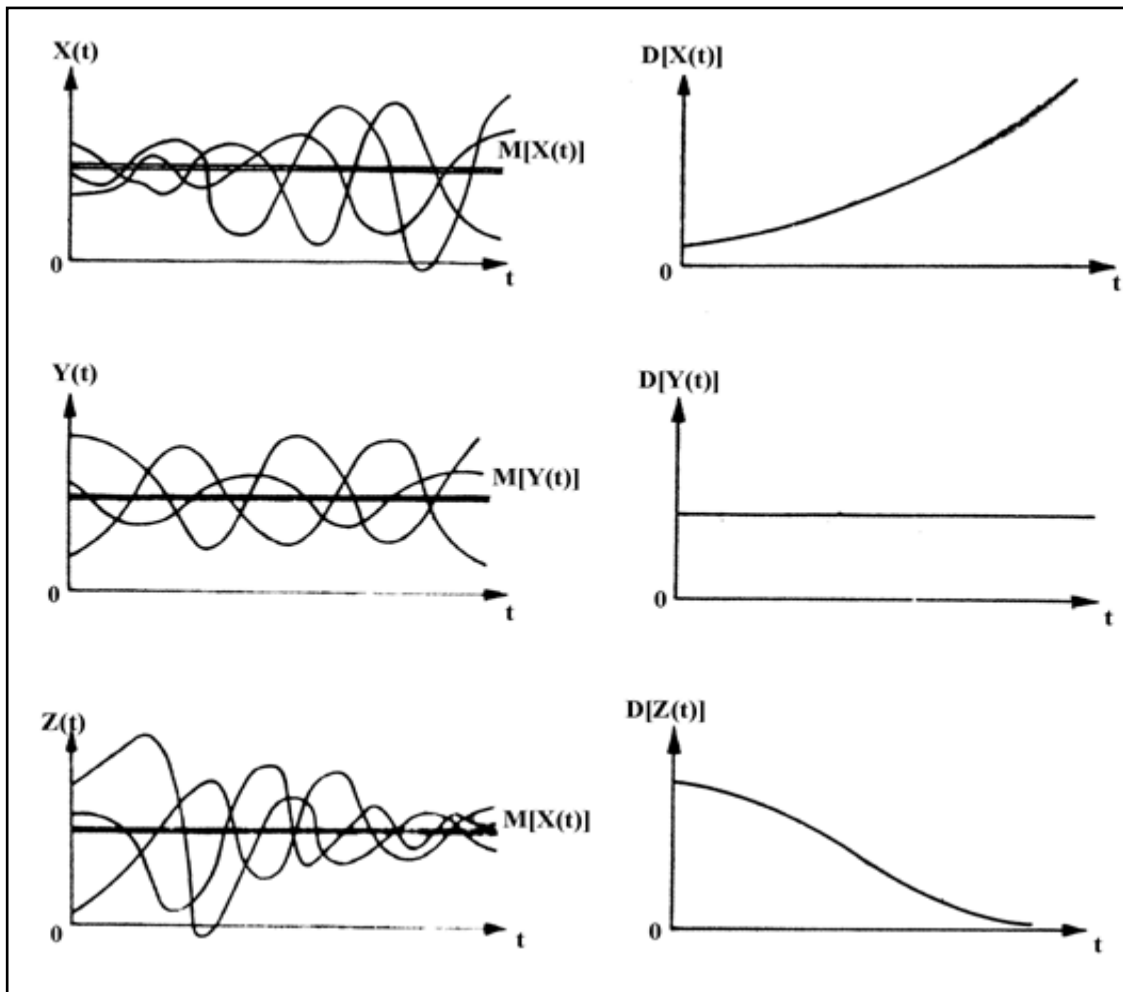 X(t)
M[X(t)]
0
t
D[X(t)]
0
t
Y(t)
M[Y(t)]
0
t
D[Y(t)]
0
t
Z(t)
M[X(t)]
0
t
D[Z(t)]
0
t